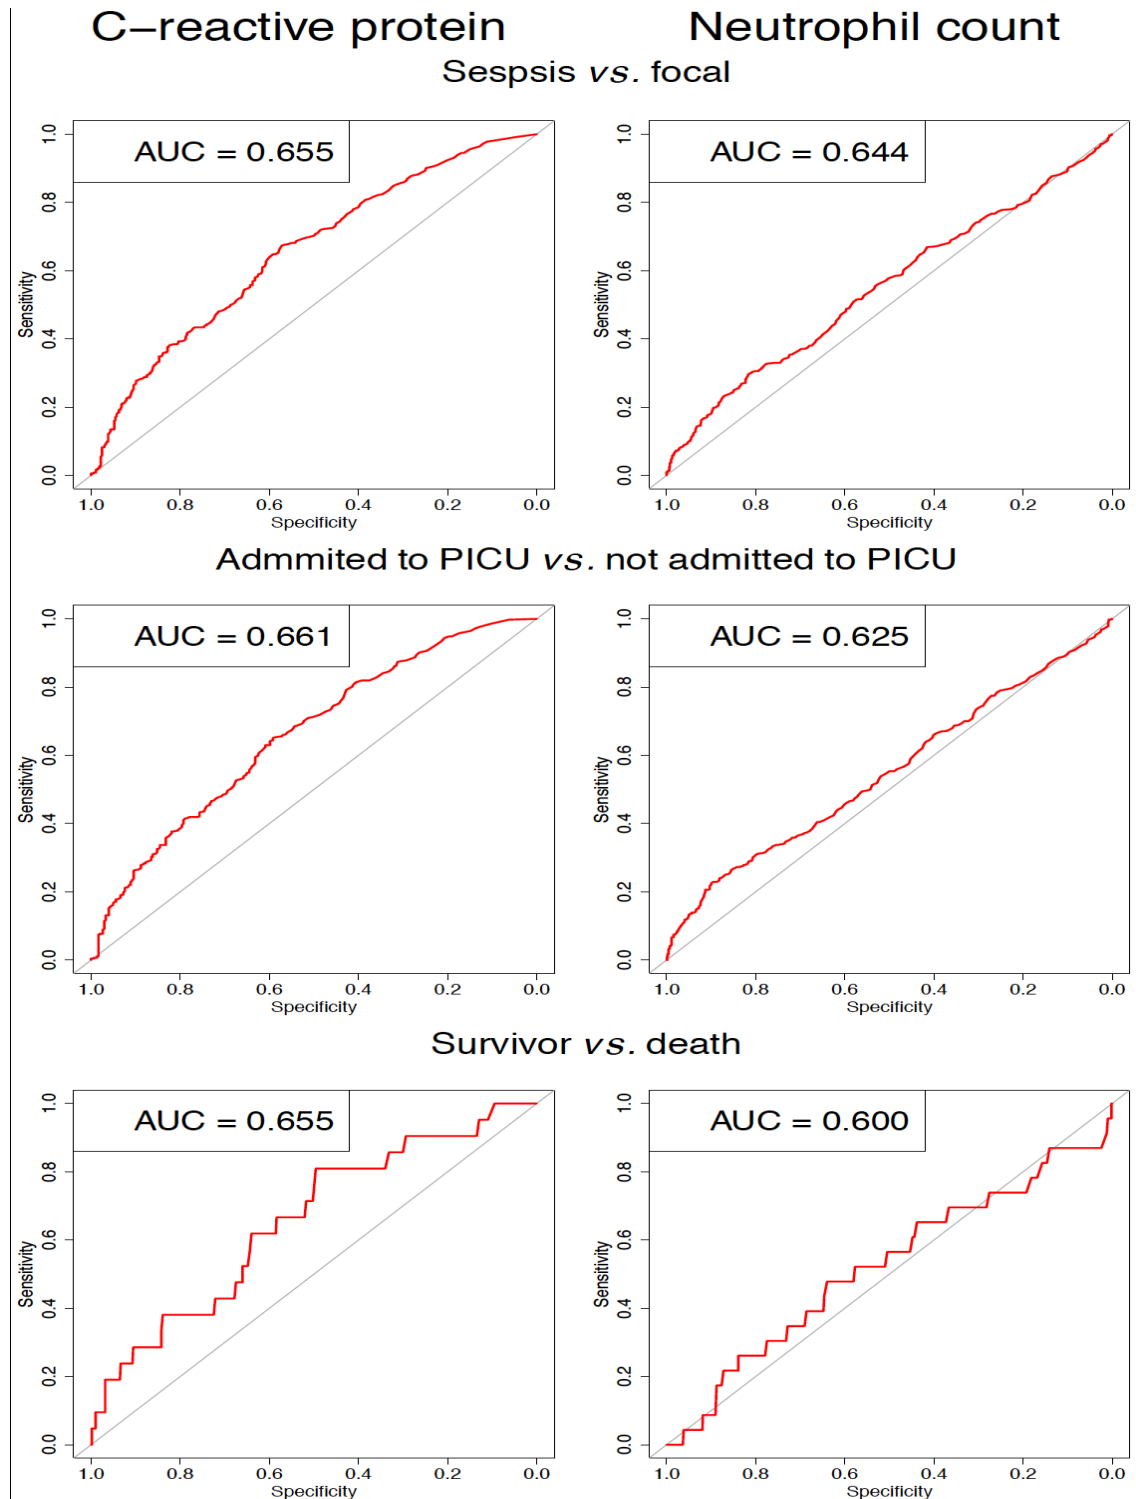 C-reactive protein Neutrophil count
Sespsis vs. focal
AUC = 0.655 AUC = 0.644
Sensitivity
0.0 0.2 0.4 0.6 0.8 1.0
1.0 0.8 0.6 0.4 0.2 0.0
Specificity
Sensitivity
0.0 0.2 0.4 0.6 0.8 1.0
1.0 0.8 0.6 0.4 0.2 0.0
Specificity
Admmited to PICU vs. not admitted to PICU
AUC = 0.661 AUC = 0.625
Sensitivity
0.0 0.2 0.4 0.6 0.8 1.0
1.0 0.8 0.6 0.4 0.2 0.0
Specificity
Sensitivity
0.0 0.2 0.4 0.6 0.8 1.0
1.0 0.8 0.6 0.4 0.2 0.0
Specificity
Survivor vs. death
AUC = 0.655 AUC = 0.600
Sensitivity
0.0 0.2 0.4 0.6 0.8 1.0
1.0 0.8 0.6 0.4 0.2 0.0
Specificity
Sensitivity
0.0 0.2 0.4 0.6 0.8 1.0
1.0 0.8 0.6 0.4 0.2 0.0
Specificity